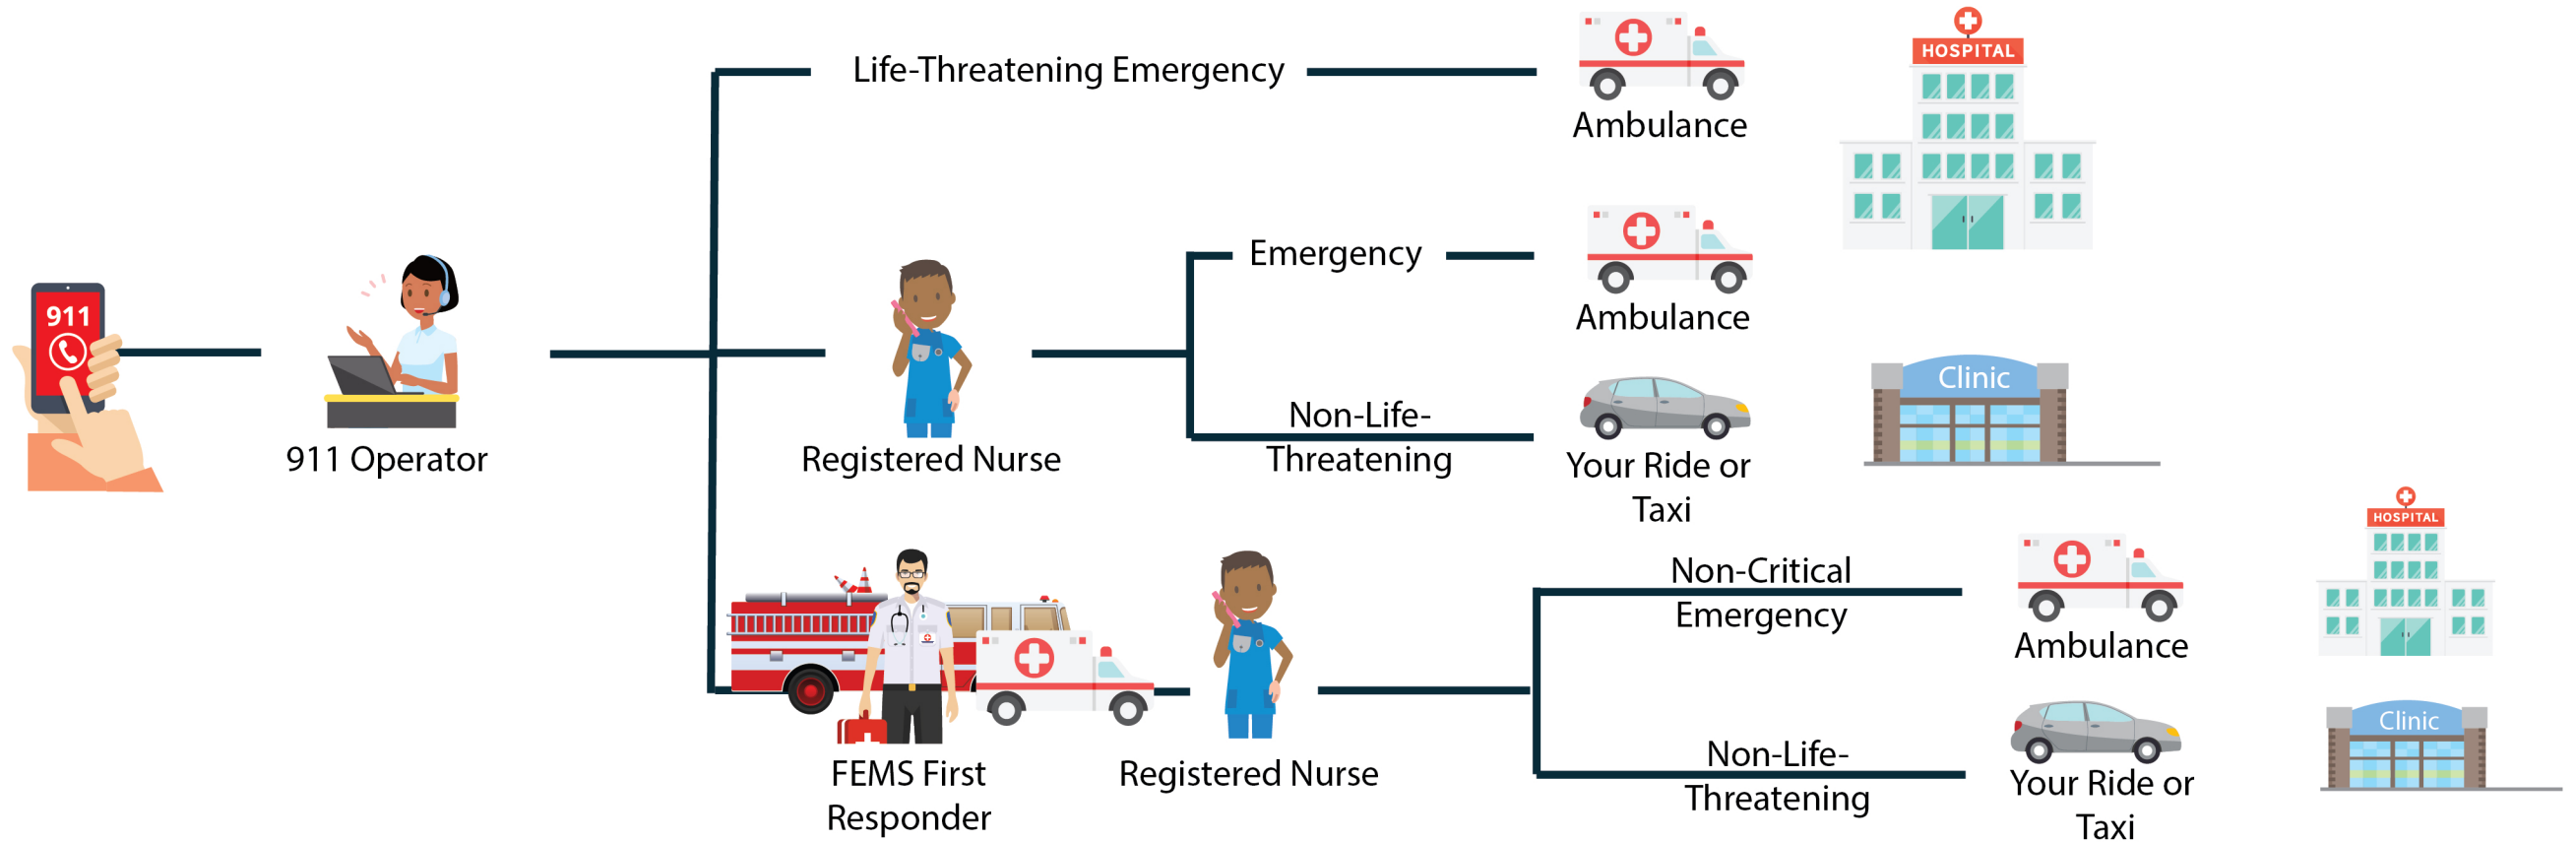 911
911 Operator
Life-Threatening Emergency
Ambulance
HOSPITAL
Registered Nurse
Emergency
Ambulance
Non-Life-
Threatening
Your Ride or
Taxi
Clinic
FEMS First
Responder
Registered Nurse
Non-Critical
Emergency
Ambulance
HOSPITAL
Non-Life-
Threatening
Your Ride or
Taxi
Clinic